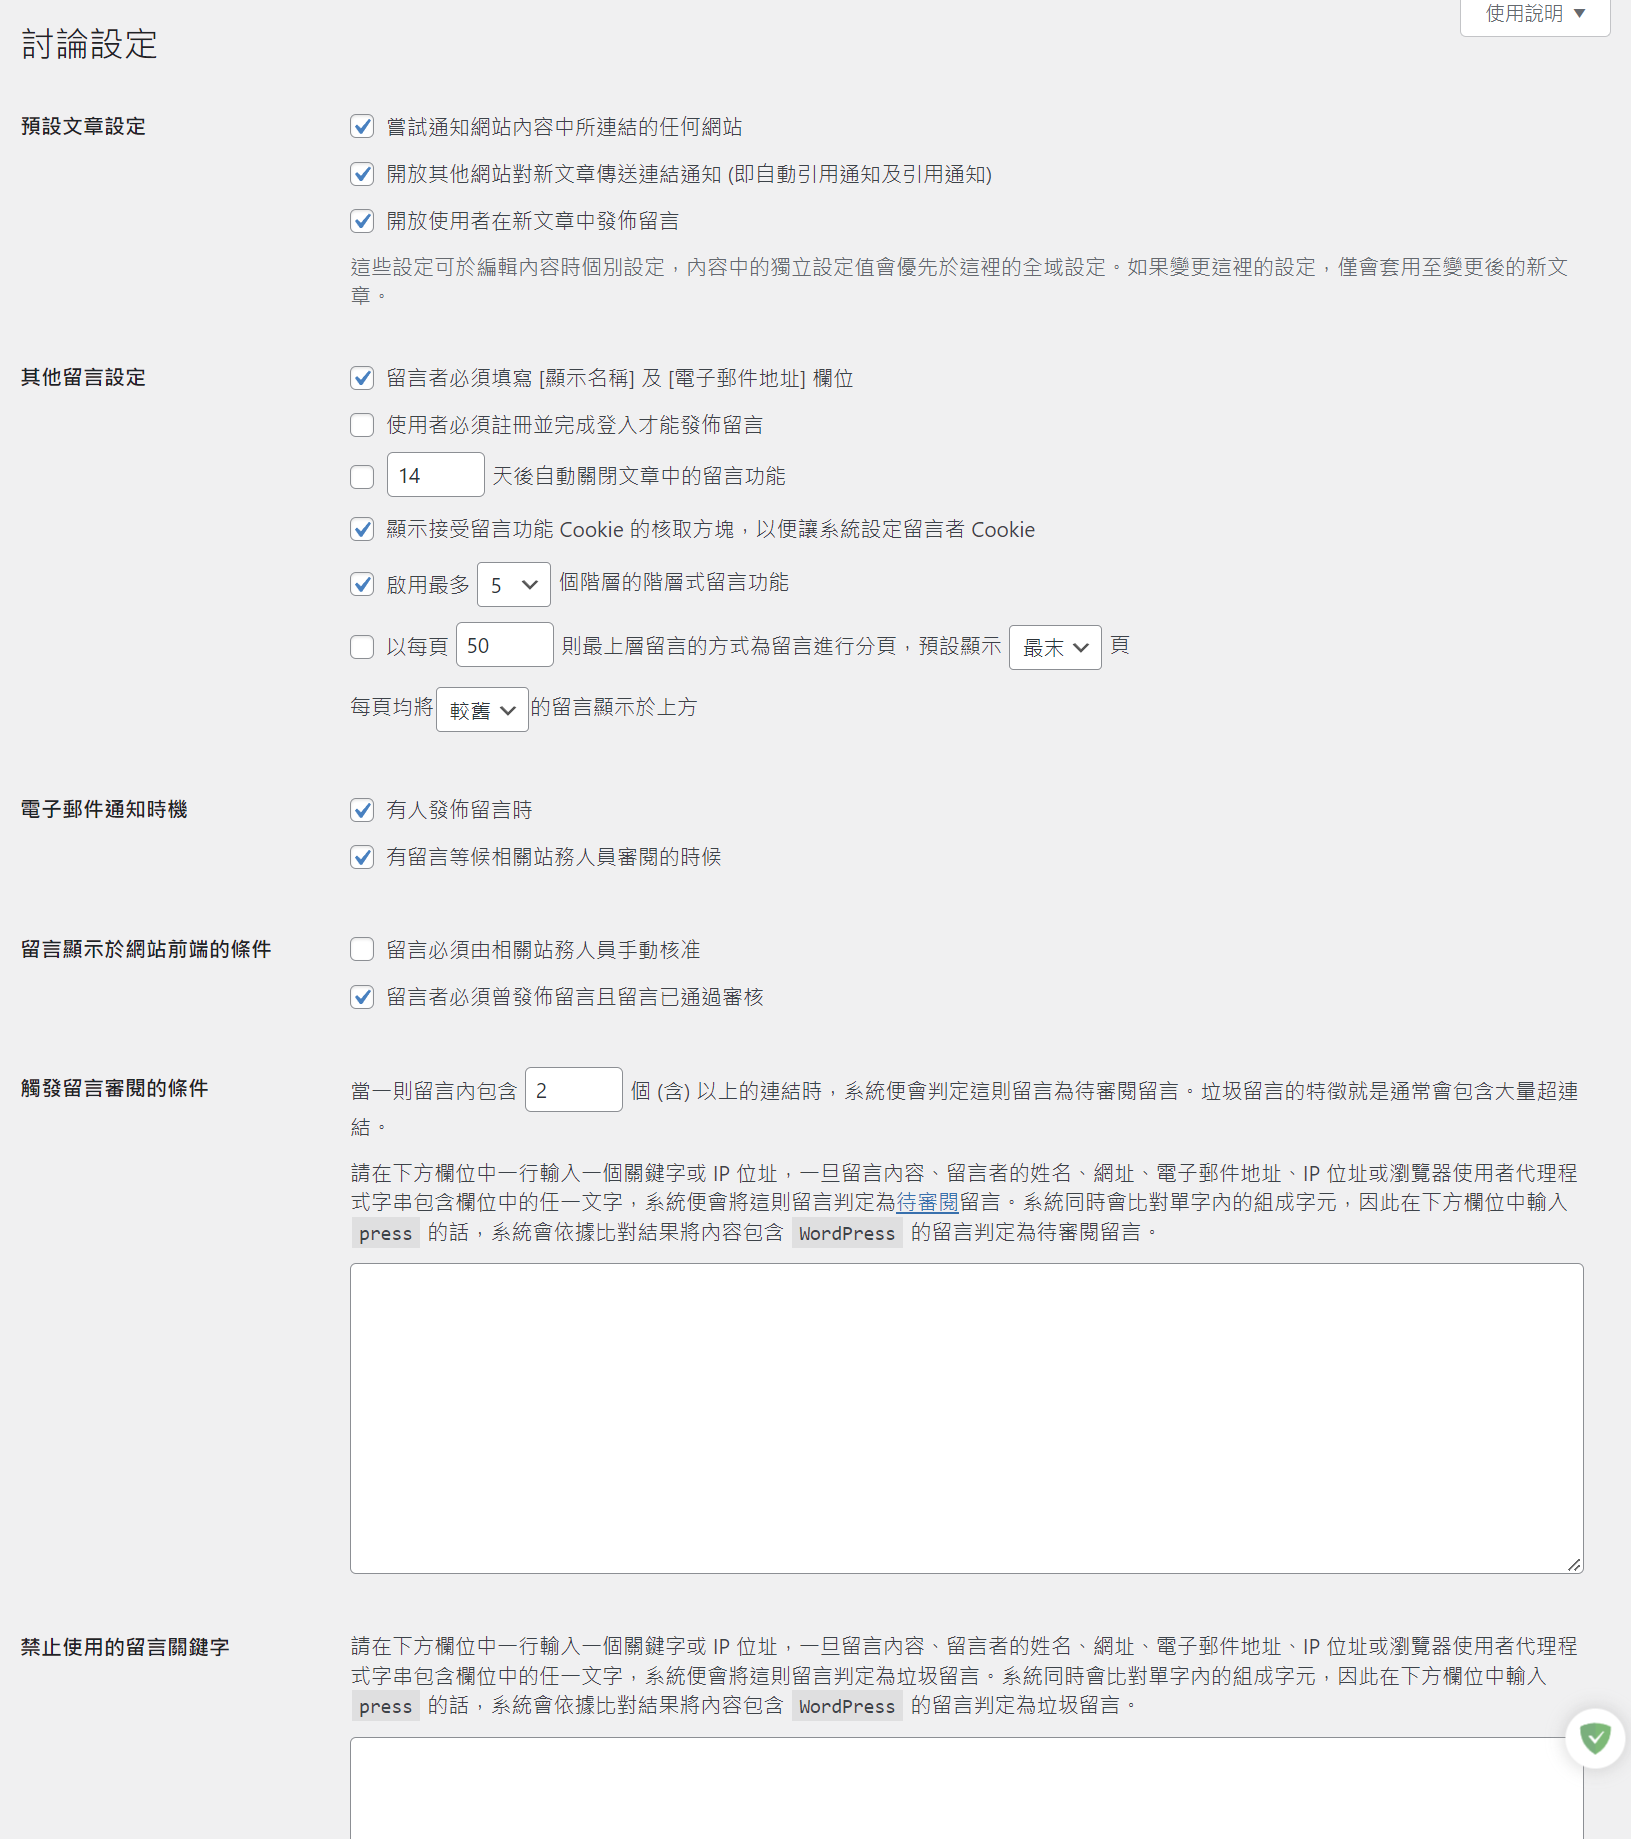 使用說明
討論設定
預設文章設定
嘗試通知網站內容中所連結的任何網站
開放其他網站對新文章傳送連結通知 (即自動引用通知及引用通知)
開放使用者在新文章中發佈留言
這些設定可於編輯內容時個別設定，內容中的獨立設定值會優先於這裡的全域設定。如果變更這裡的設定，僅會套用至變更後的新文
章。
其他留言設定
留言者必須填寫 [顯示名稱] 及 [電子郵件地址] 欄位
使用者必須註冊並完成登入才能發佈留言
14 天後自動關閉文章中的留言功能
顯示接受留言功能 Cookie 的核取方塊，以便讓系統設定留言者 Cookie
啟用最多 5 個階層的階層式留言功能
以每頁 50 則最上層留言的方式為留言進行分頁，預設顯示 最末 頁
每頁均將 較舊 的留言顯示於上方
電子郵件通知時機
有人發佈留言時
有留言等候相關站務人員審閱的時候
留言顯示於網站前端的條件
留言必須由相關站務人員手動核准
留言者必須曾發佈留言且留言已通過審核
觸發留言審閱的條件
當一則留言內包含 2 個 (含) 以上的連結時，系統便會判定這則留言為待審閱留言。垃圾留言的特徵就是通常會包含大量超連
結。
請在下方欄位中一行輸入一個關鍵字或 IP 位址，一旦留言內容、留言者的姓名、網址、電子郵件地址、IP 位址或瀏覽器使用者代理程
式字串包含欄位中的任一文字，系統便會將這則留言判定為待審閱留言。系統同時會比對單字內的組成字元，因此在下方欄位中輸入
press 的話，系統會依據比對結果將內容包含 WordPress 的留言判定為待審閱留言。
禁止使用的留言關鍵字
請在下方欄位中一行輸入一個關鍵字或 IP 位址，一旦留言內容、留言者的姓名、網址、電子郵件地址、IP 位址或瀏覽器使用者代理程
式字串包含欄位中的任一文字，系統便會將這則留言判定為垃圾留言。系統同時會比對單字內的組成字元，因此在下方欄位中輸入
press 的話，系統會依據比對結果將內容包含 WordPress 的留言判定為垃圾留言。